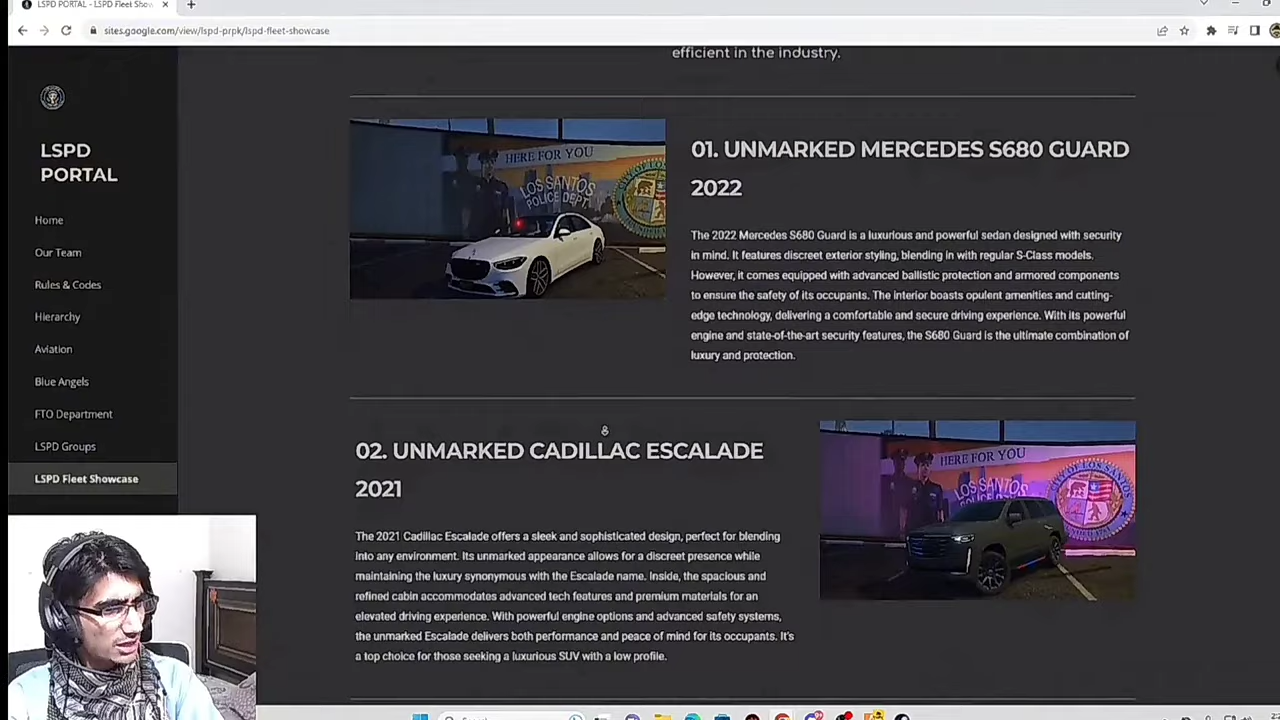 LSPD PORTAL - LSPD Fleet Show
sites.google.com/view/lspd-prpk/lspd-fleet-showcase
efficient in the industry.
LSPD
PORTAL
Home
Our Team
Rules & Codes
Hierarchy
Aviation
Blue Angels
FTO Department
LSPD Groups
LSPD Fleet Showcase
HERE FOR YOU
LOS SANTOS
POLICE DEPT.
01. UNMARKED MERCEDES S680 GUARD
2022
The 2022 Mercedes S680 Guard is a luxurious and powerful sedan designed with security
in mind. It features discreet exterior styling, blending in with regular S-Class models.
However, it comes equipped with advanced ballistic protection and armored components
to ensure the safety of its occupants. The interior boasts opulent amenities and cutting-
edge technology, delivering a comfortable and secure driving experience. With its powerful
engine and state-of-the-art security features, the S680 Guard is the ultimate combination of
luxury and protection.
02. UNMARKED CADILLAC ESCALADE
2021
The 2021 Cadillac Escalade offers a sleek and sophisticated design, perfect for blending
into any environment. Its unmarked appearance allows for a discreet presence while
maintaining the luxury synonymous with the Escalade name. Inside, the spacious and
refined cabin accommodates advanced tech features and premium materials for an
elevated driving experience. With powerful engine options and advanced safety systems,
the unmarked Escalade delivers both performance and peace of mind for its occupants. It's
a top choice for those seeking a luxurious SUV with a low profile.
HERE FOR YOU
LOS SANTOS